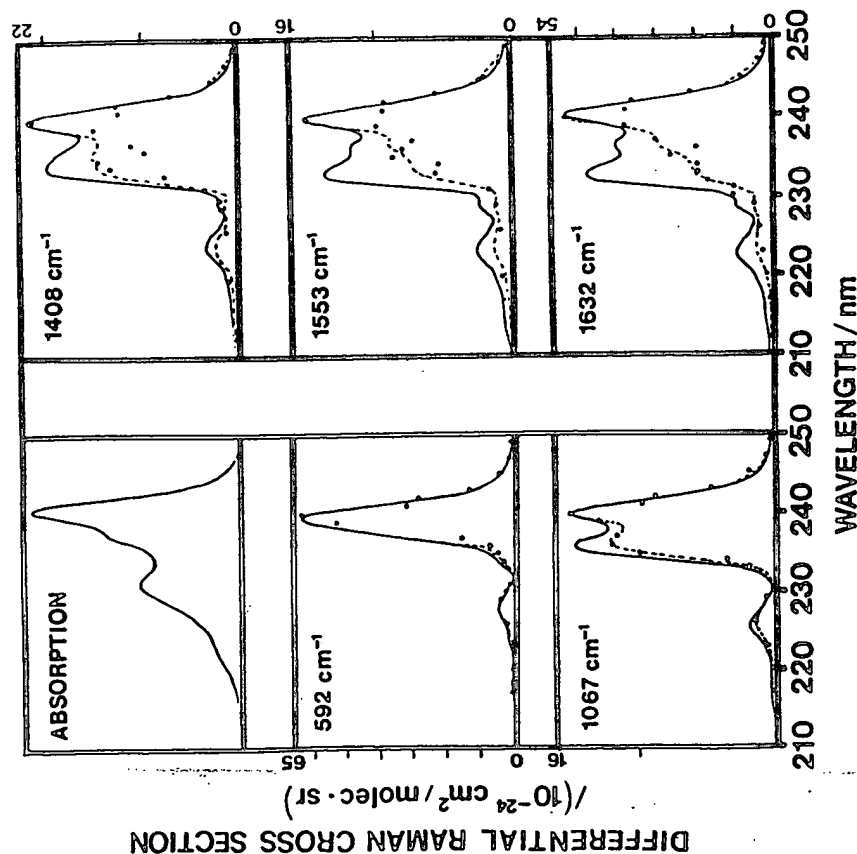 DIFFERENTIAL RAMAN CROSS SECTION
/(10⁻²⁴ cm²/molec·sr)
ABSORPTION
1408 cm⁻¹
22
0
65
592 cm⁻¹
0
1553 cm⁻¹
16
0
16
1067 cm⁻¹
1632 cm⁻¹
54
0
210 220 230 240 250
210 220 230 240 250
WAVELENGTH / nm